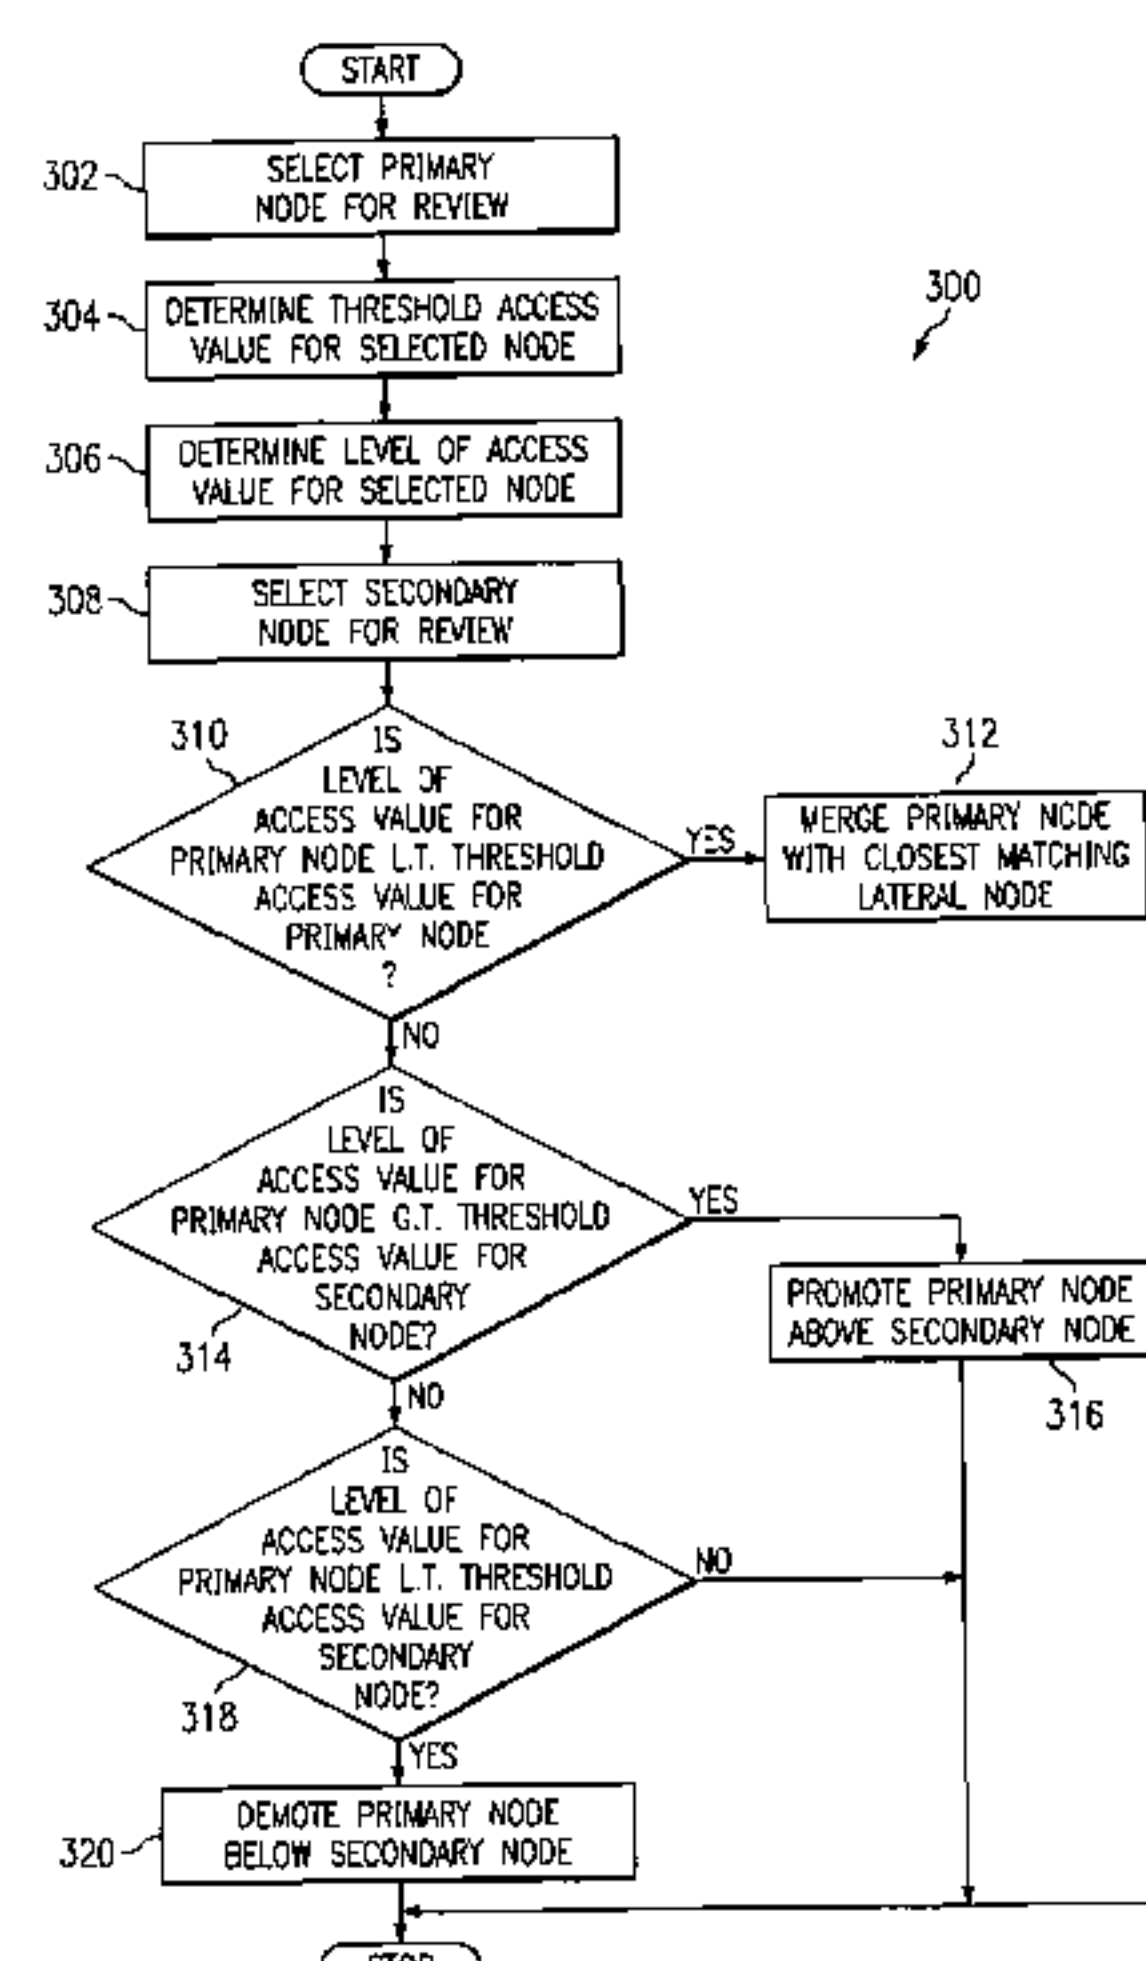 START
302
SELECT PRIMARY
NODE FOR REVIEW
300
304
DETERMINE THRESHOLD ACCESS
VALUE FOR SELECTED NODE
306
DETERMINE LEVEL OF ACCESS
VALUE FOR SELECTED NODE
308
SELECT SECONDARY
NODE FOR REVIEW
310
IS
LEVEL OF
ACCESS VALUE FOR
PRIMARY NODE L.T. THRESHOLD
ACCESS VALUE FOR
PRIMARY NODE
?
YES
312
MERGE PRIMARY NODE
WITH CLOSEST MATCHING
LATERAL NODE
NO
IS
LEVEL OF
ACCESS VALUE FOR
PRIMARY NODE G.T. THRESHOLD
ACCESS VALUE FOR
SECONDARY
NODE?
314
YES
PROMOTE PRIMARY NODE
ABOVE SECONDARY NODE
316
NO
IS
LEVEL OF
ACCESS VALUE FOR
PRIMARY NODE L.T. THRESHOLD
ACCESS VALUE FOR
SECONDARY
NODE?
318
NO
YES
320
DEMOTE PRIMARY NODE
BELOW SECONDARY NODE